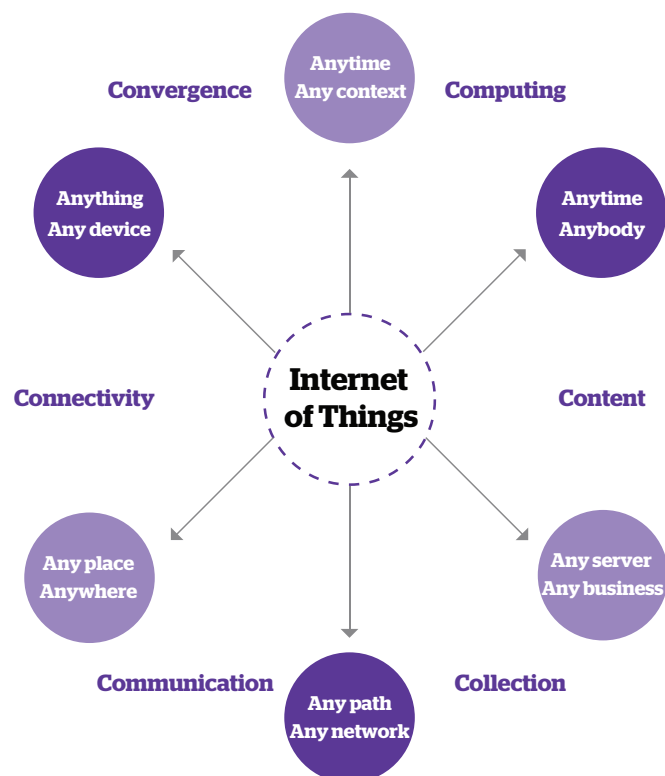 Anytime
Any context
Convergence
Computing
Anything
Any device
Anytime
Anybody
Internet
of Things
Connectivity
Content
Any place
Anywhere
Any server
Any business
Communication
Collection
Any path
Any network